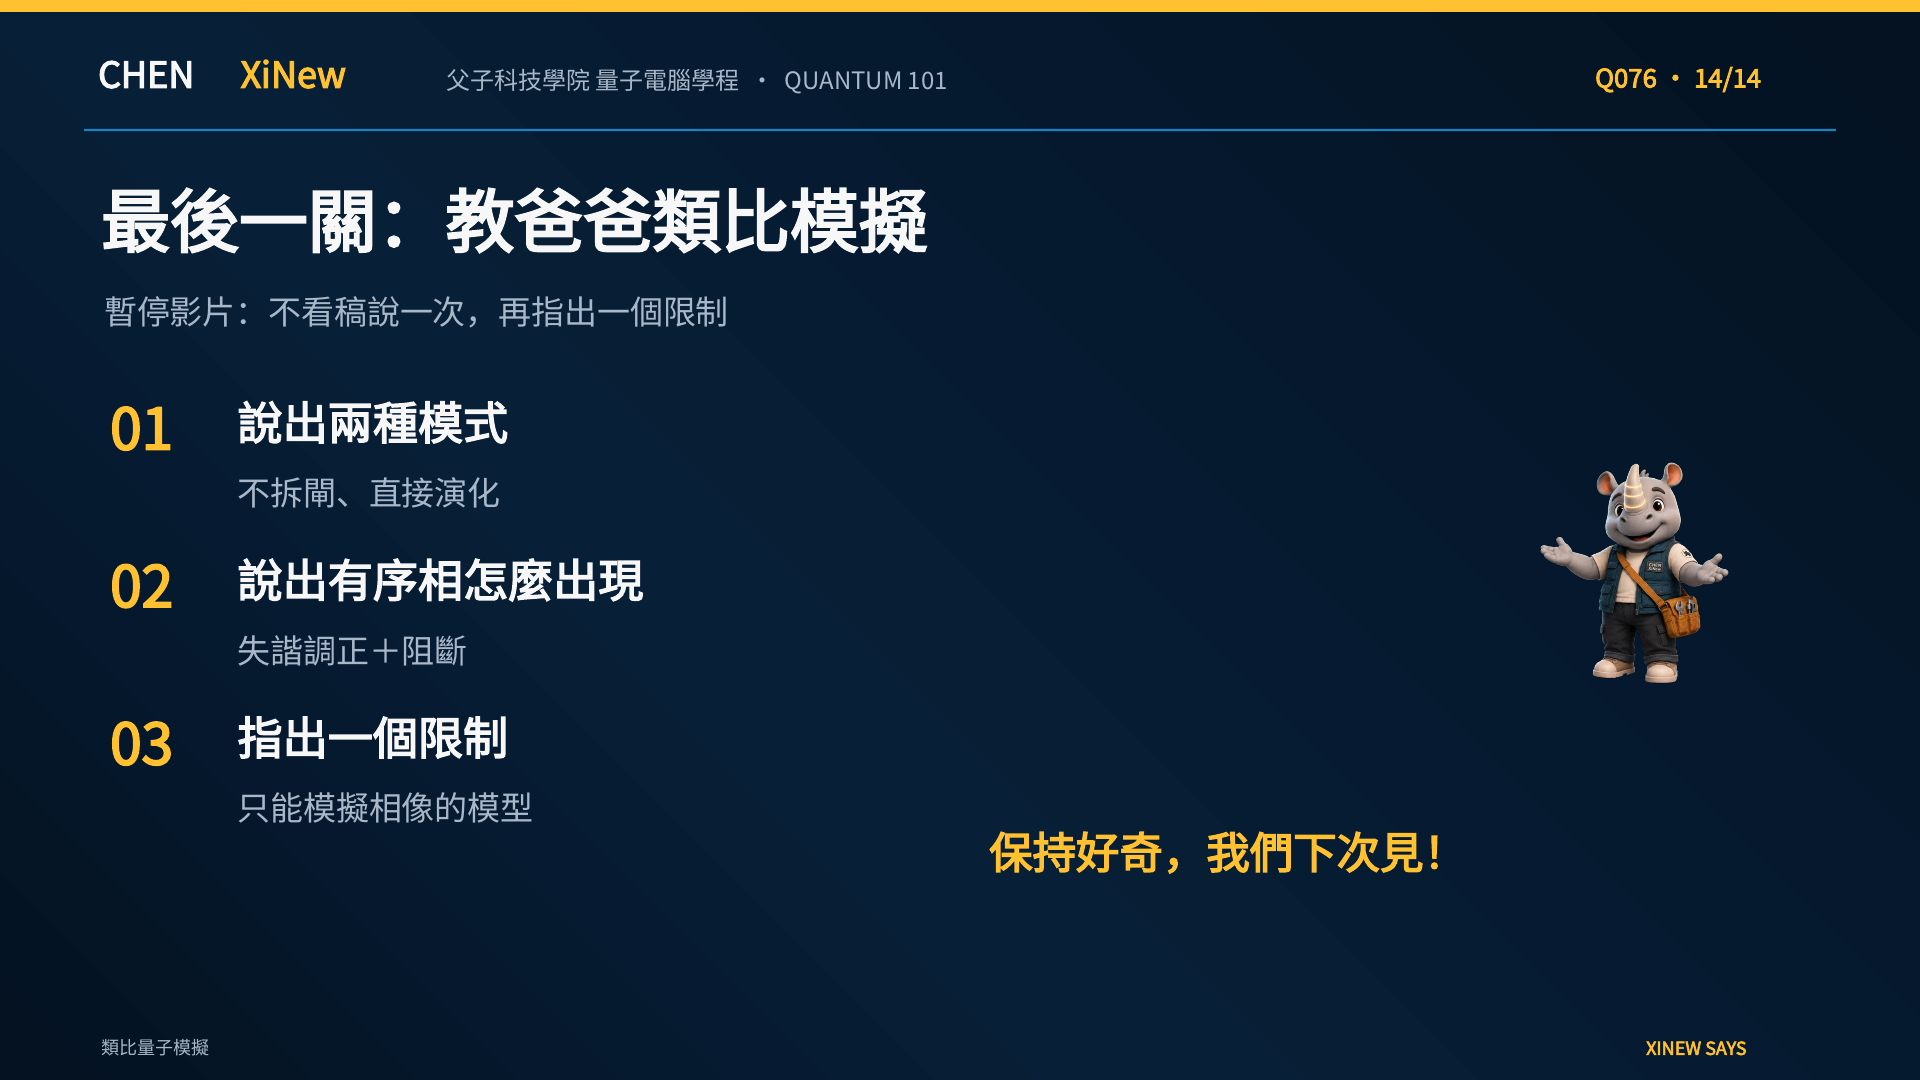 CHEN XiNew 父子科技學院 量子電腦學程 • QUANTUM 101 Q076 • 14/14
最後一關：教爸爸類比模擬
暫停影片：不看稿說一次，再指出一個限制
01 說出兩種模式
不拆閘、直接演化
02 說出有序相怎麼出現
失諧調正＋阻斷
03 指出一個限制
只能模擬相像的模型
保持好奇，我們下次見！
類比量子模擬 XINEW SAYS